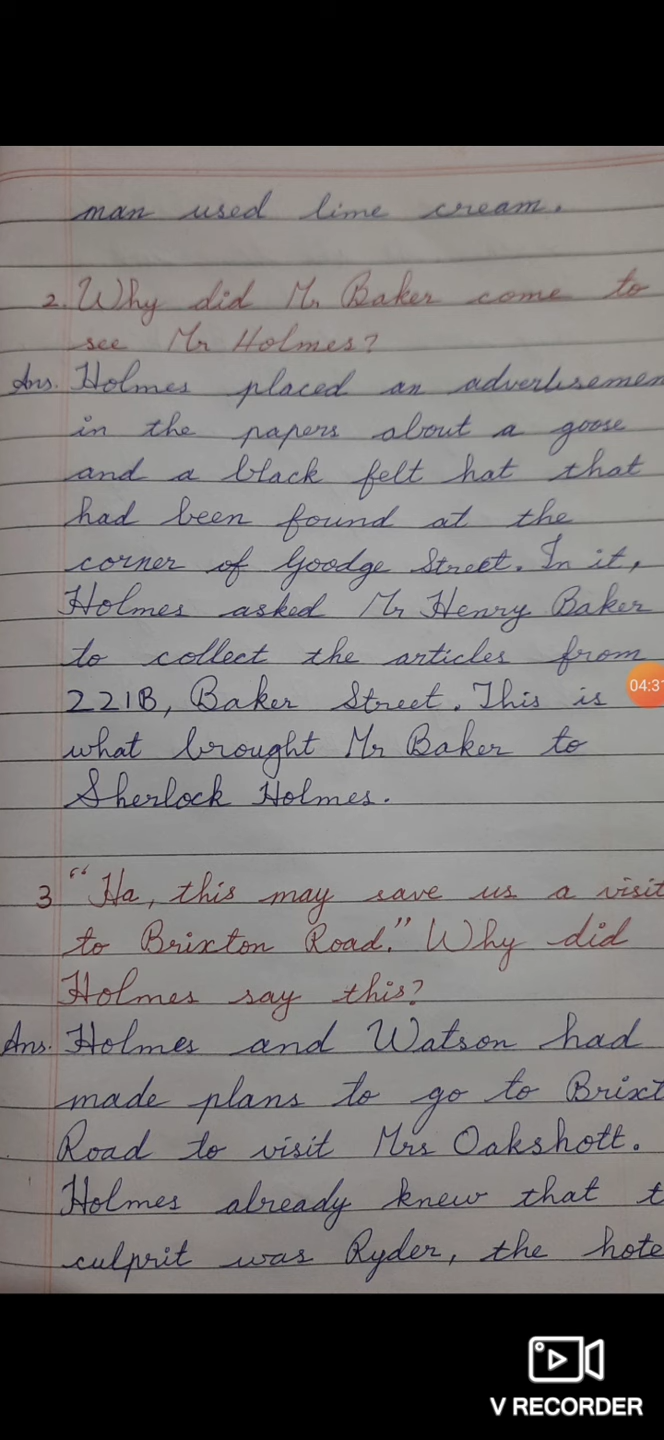 man used lime cream.
2. Why did Mr Baker come to
see Mr Holmes?
Ans. Holmes placed an advertisemen
in the papers about a goose
and a black felt hat that
had been found at the
corner of Goodge Street. In it,
Holmes asked Mr Henry Baker
to collect the articles from
221B, Baker Street. This is
04:31
what brought Mr Baker to
Sherlock Holmes.
3 "Ha, this may save us a visit
to Brixton Road." Why did
Holmes say this?
Ans. Holmes and Watson had
made plans to go to Brixt
Road to visit Mrs Oakshott.
Holmes already knew that t
culprit was Ryder, the hote
V RECORDER